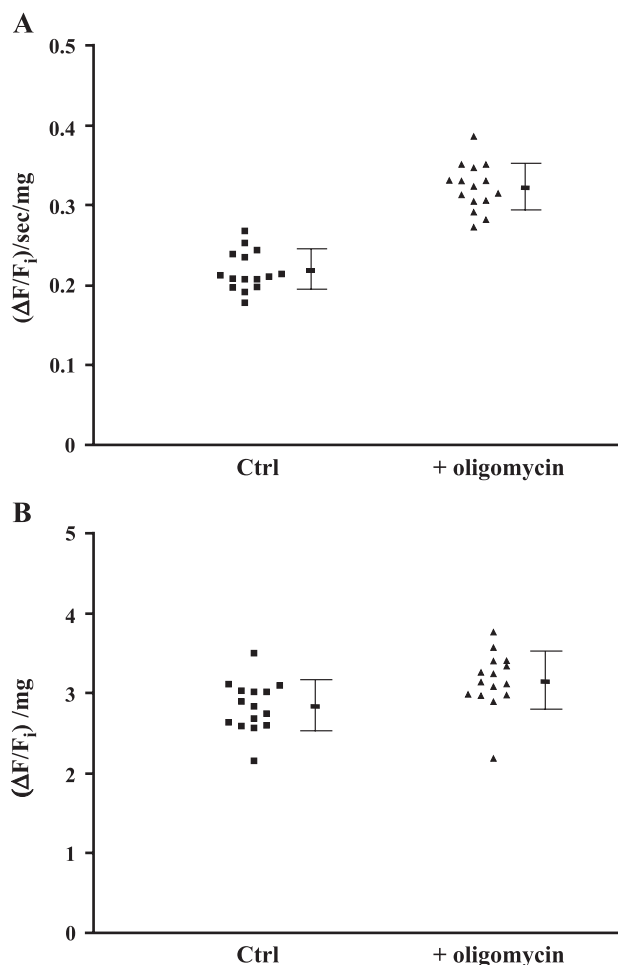 A
0.5
0.4
0.3
0.2
0.1
0
(ΔF/Fi)/sec/mg
Ctrl
+ oligomycin
B
5
4
3
2
1
0
(ΔF/Fi) /mg
Ctrl
+ oligomycin